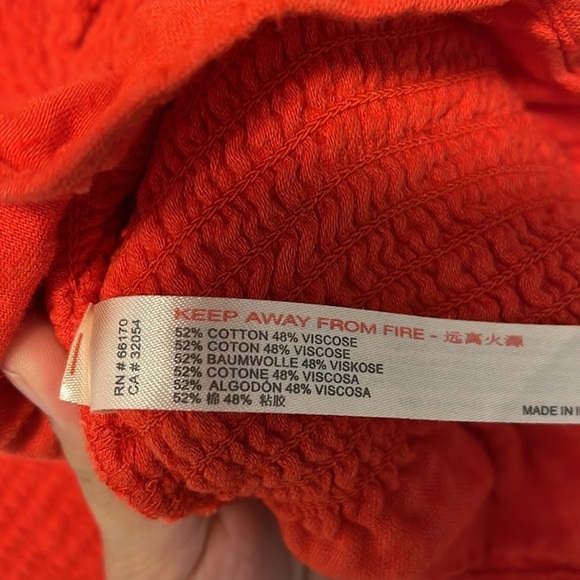 KEEP AWAY FROM FIRE - 远离火源
52% COTTON 48% VISCOSE
52% COTON 48% VISCOSE
52% BAUMWOLLE 48% VISKOSE
52% COTONE 48% VISCOSA
52% ALGODÓN 48% VISCOSA
52% 棉 48% 粘胶
RN # 66170
CA # 32054
MADE IN